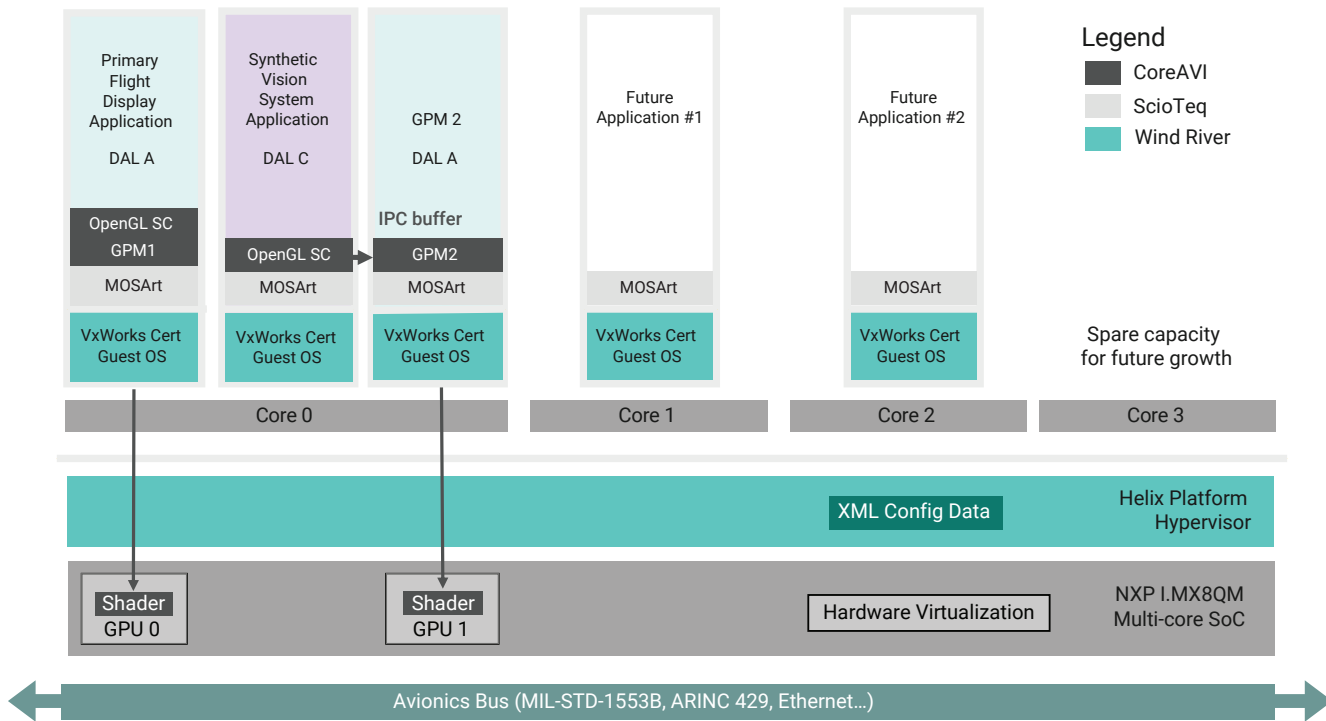 Primary
Flight
Display
Application
DAL A
OpenGL SC
GPM1
MOSArt
VxWorks Cert
Guest OS
Synthetic
Vision
System
Application
DAL C
OpenGL SC
MOSArt
VxWorks Cert
Guest OS
GPM 2
DAL A
IPC buffer
GPM2
MOSArt
VxWorks Cert
Guest OS
Future
Application #1
MOSArt
VxWorks Cert
Guest OS
Future
Application #2
MOSArt
VxWorks Cert
Guest OS
Legend
CoreAVI
ScioTeq
Wind River
Spare capacity
for future growth
Core 0
Core 1
Core 2
Core 3
XML Config Data
Helix Platform
Hypervisor
Shader
GPU 0
Shader
GPU 1
Hardware Virtualization
NXP I.MX8QM
Multi-core SoC
Avionics Bus (MIL-STD-1553B, ARINC 429, Ethernet…)